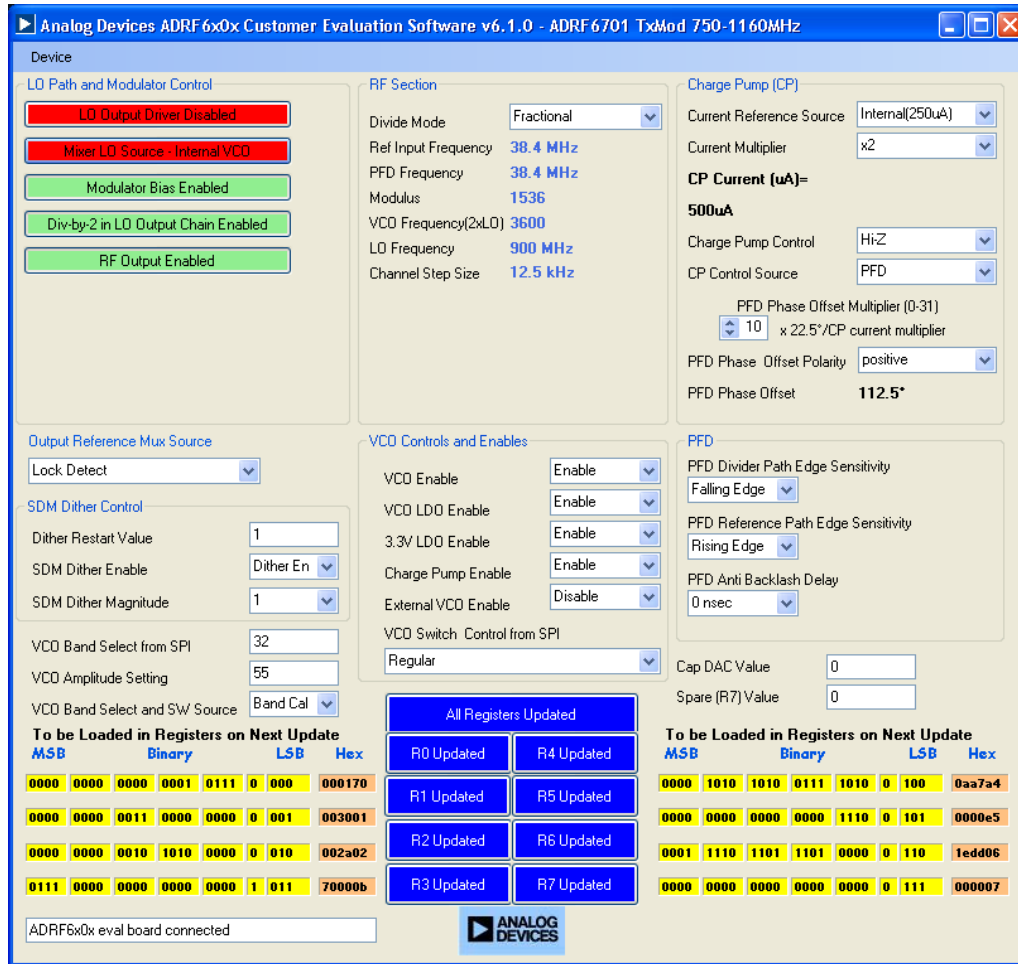 Analog Devices ADRF6x0x Customer Evaluation Software v6.1.0 - ADRF6701 TxMod 750-1160MHz
Device
LO Path and Modulator Control
LO Output Driver Disabled
Mixer LO Source - Internal VCO
Modulator Bias Enabled
Div-by-2 in LO Output Chain Enabled
RF Output Enabled
RF Section
Divide Mode Fractional
Ref Input Frequency 38.4 MHz
PFD Frequency 38.4 MHz
Modulus 1536
VCO Frequency(2xLO) 3600
LO Frequency 900 MHz
Channel Step Size 12.5 kHz
Charge Pump (CP)
Current Reference Source Internal(250uA)
Current Multiplier x2
CP Current (uA)=
500uA
Charge Pump Control Hi-Z
CP Control Source PFD
PFD Phase Offset Multiplier (0-31)
10 x 22.5°/CP current multiplier
PFD Phase Offset Polarity positive
PFD Phase Offset 112.5°
Output Reference Mux Source
Lock Detect
SDM Dither Control
Dither Restart Value 1
SDM Dither Enable Dither En
SDM Dither Magnitude 1
VCO Band Select from SPI 32
VCO Amplitude Setting 55
VCO Band Select and SW Source Band Cal
VCO Controls and Enables
VCO Enable Enable
VCO LDO Enable Enable
3.3V LDO Enable Enable
Charge Pump Enable Enable
External VCO Enable Disable
VCO Switch Control from SPI
Regular
PFD
PFD Divider Path Edge Sensitivity
Falling Edge
PFD Reference Path Edge Sensitivity
Rising Edge
PFD Anti Backlash Delay
0 nsec
Cap DAC Value 0
Spare (R7) Value 0
To be Loaded in Registers on Next Update
MSB Binary LSB Hex
0000 0000 0000 0001 0111 0 000 000170
0000 0000 0011 0000 0000 0 001 003001
0000 0000 0010 1010 0000 0 010 002a02
0111 0000 0000 0000 0000 1 011 70000b
All Registers Updated
R0 Updated R4 Updated
R1 Updated R5 Updated
R2 Updated R6 Updated
R3 Updated R7 Updated
To be Loaded in Registers on Next Update
MSB Binary LSB Hex
0000 1010 1010 0111 1010 0 100 0aa7a4
0000 0000 0000 0000 1110 0 101 0000e5
0001 1110 1101 1101 0000 0 110 1edd06
0000 0000 0000 0000 0000 0 111 000007
ADRF6x0x eval board connected
ANALOG
DEVICES